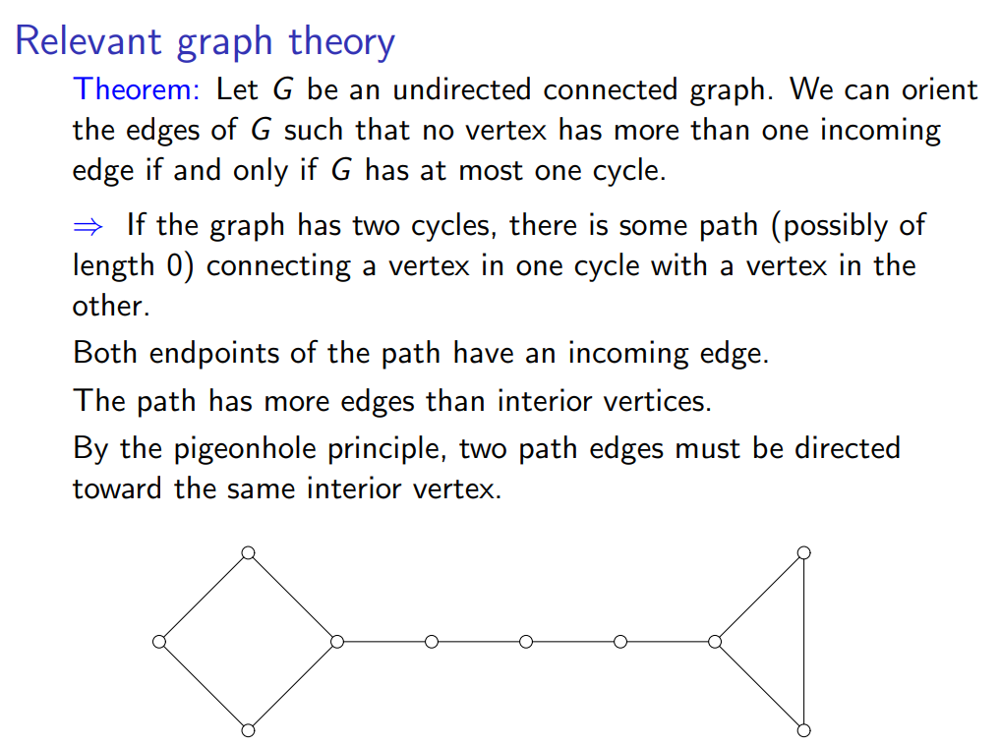 Relevant graph theory
Theorem: Let G be an undirected connected graph. We can orient
the edges of G such that no vertex has more than one incoming
edge if and only if G has at most one cycle.
⇒ If the graph has two cycles, there is some path (possibly of
length 0) connecting a vertex in one cycle with a vertex in the
other.
Both endpoints of the path have an incoming edge.
The path has more edges than interior vertices.
By the pigeonhole principle, two path edges must be directed
toward the same interior vertex.